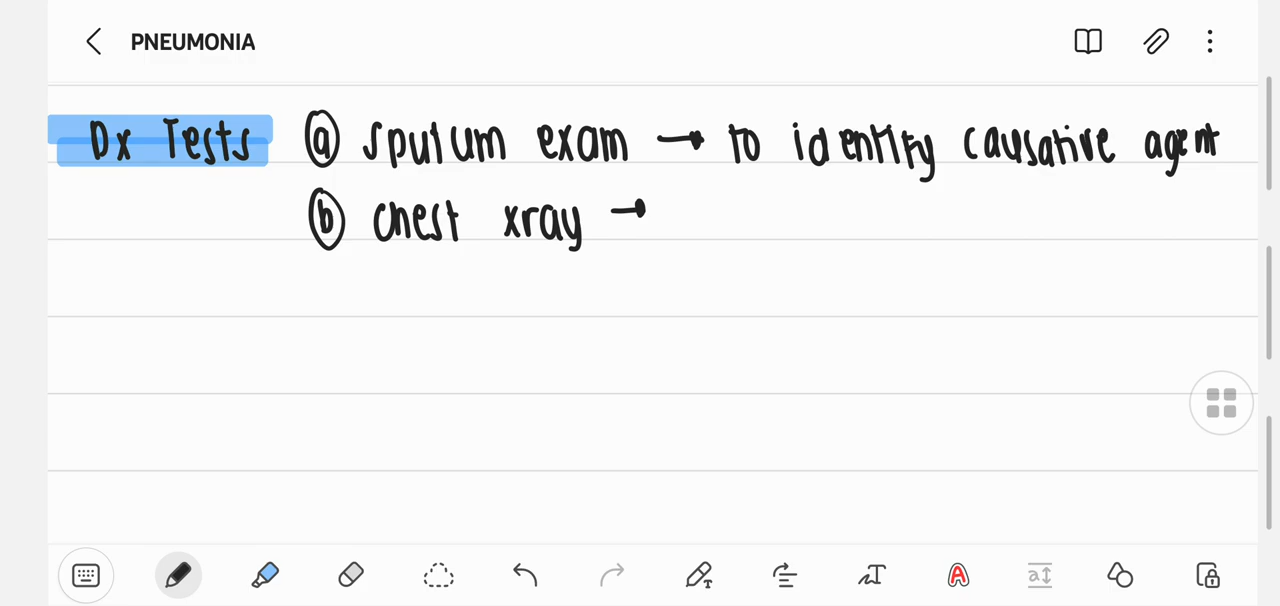 PNEUMONIA
Dx Tests ⓐ sputum exam → to identify causative agent
ⓑ chest xray →